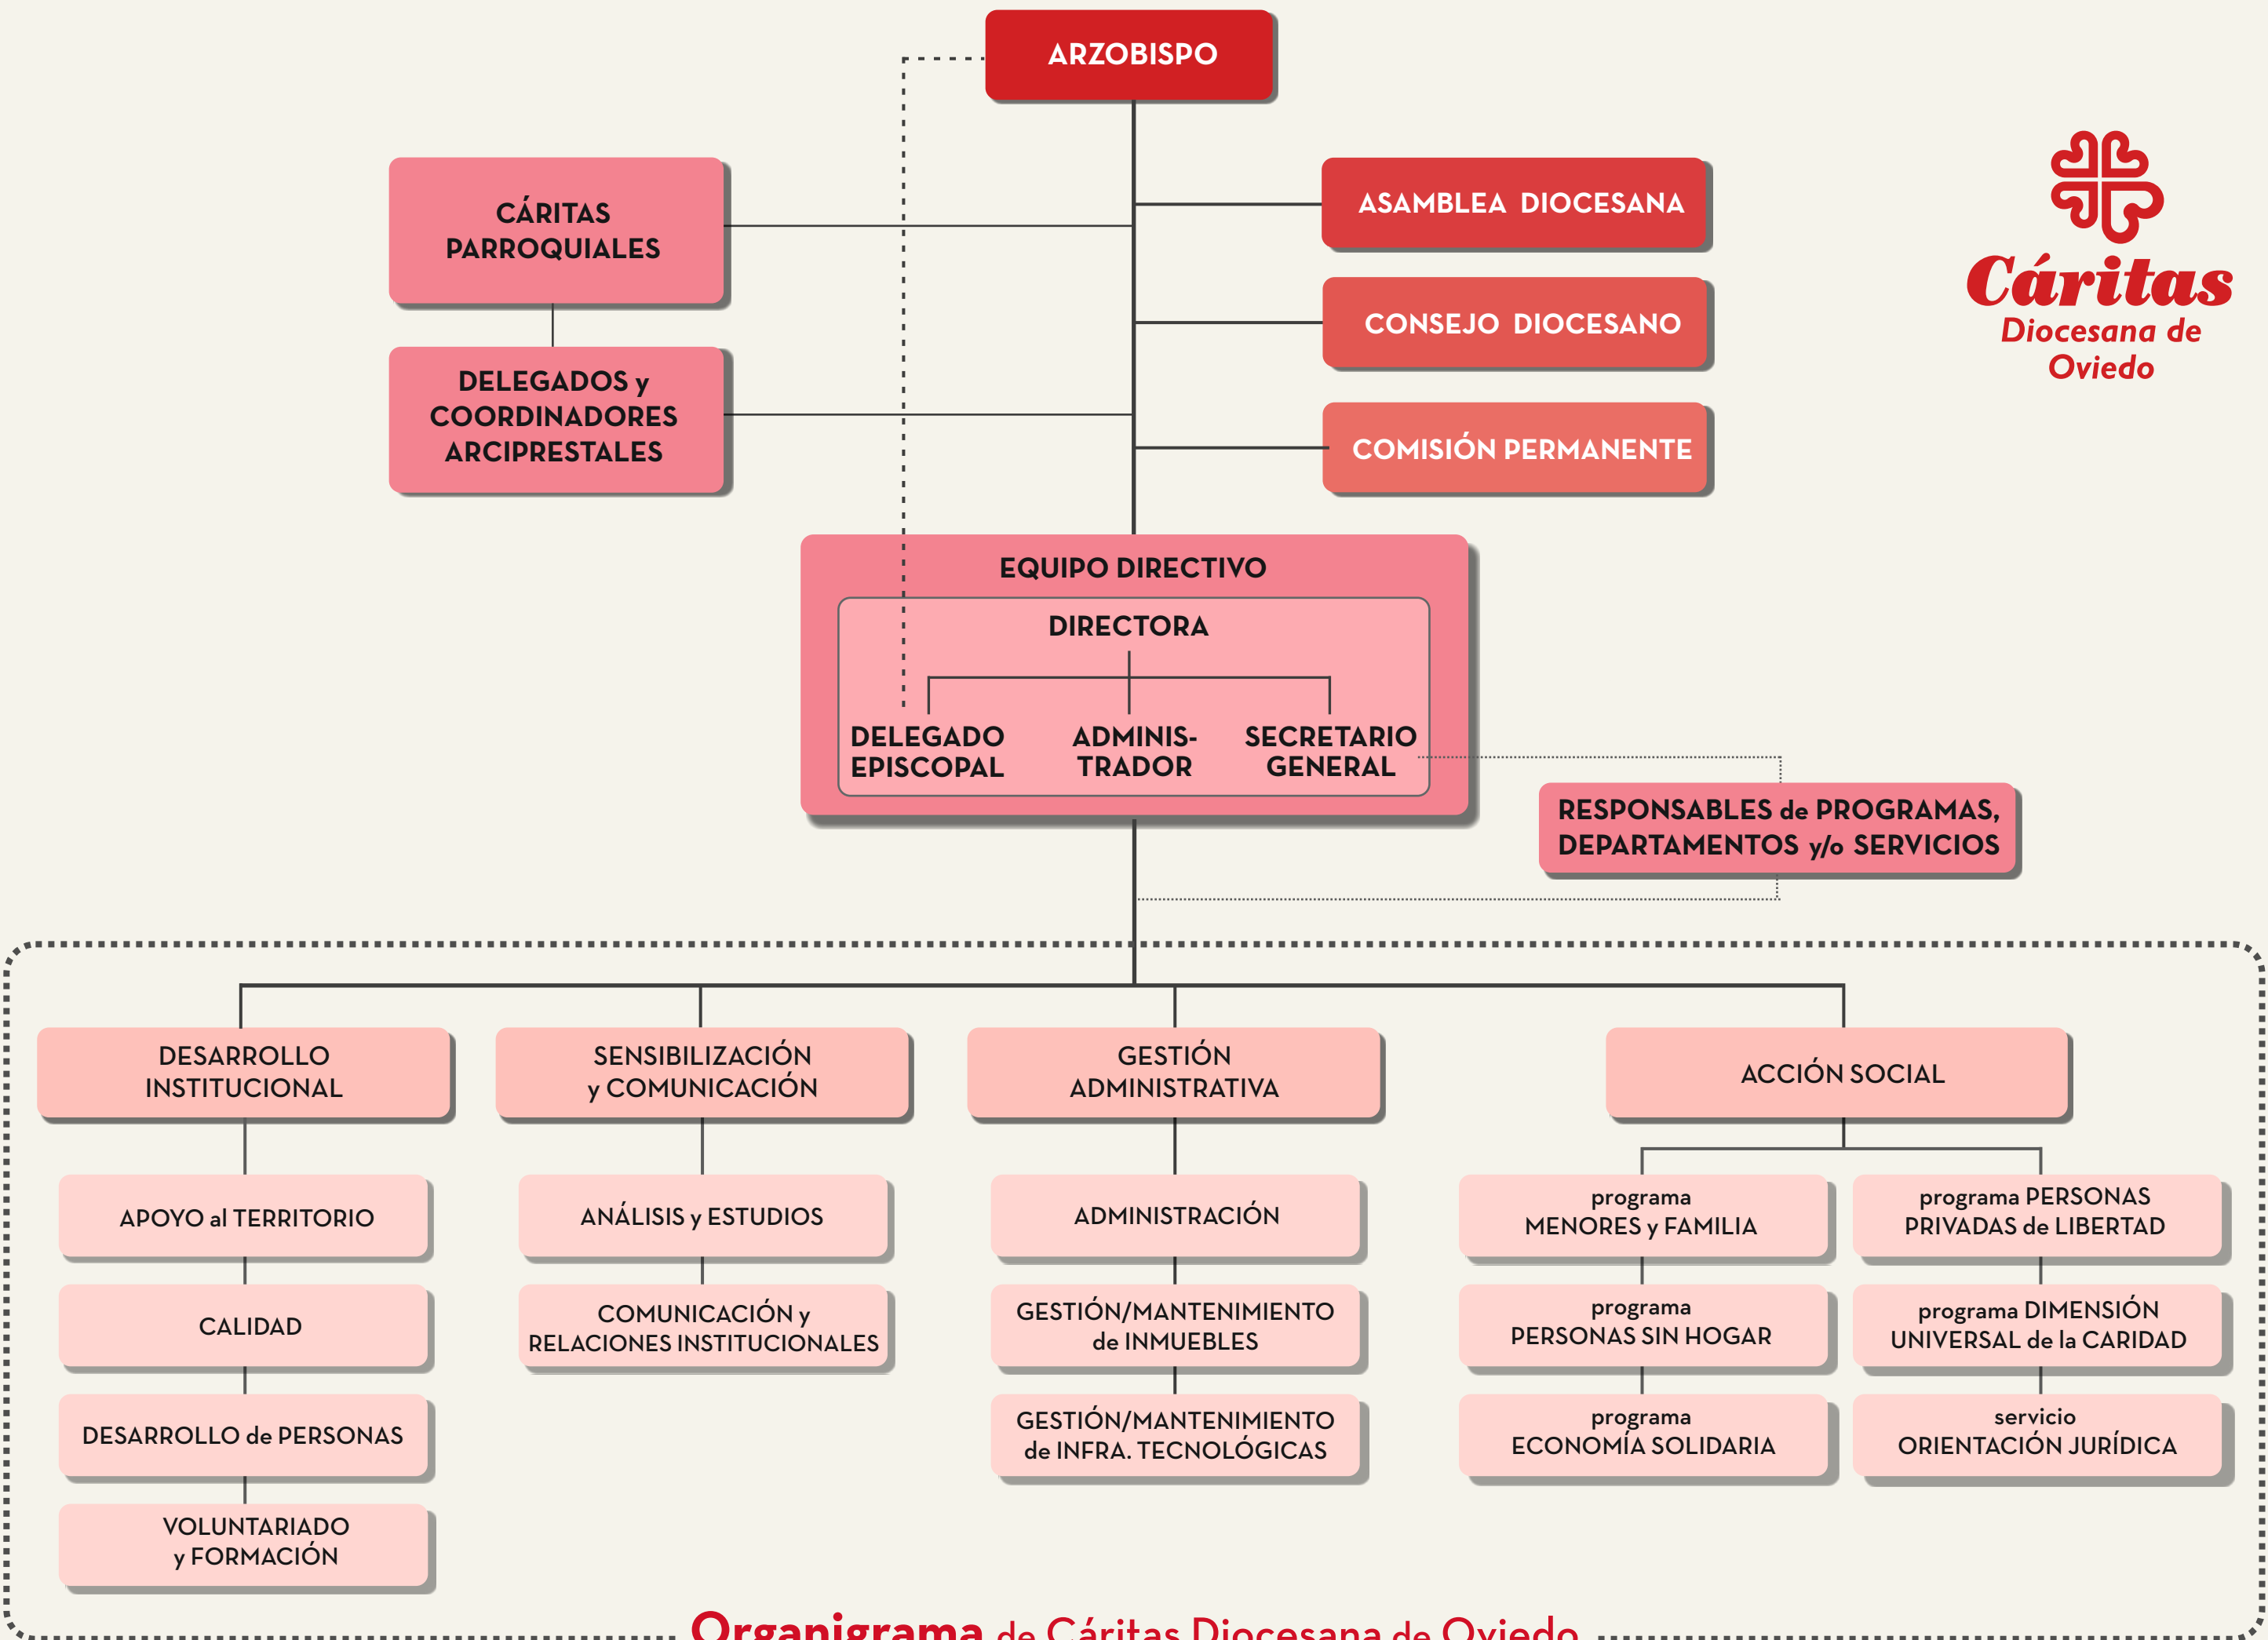 ARZOBISPO
CÁRITAS
PARROQUIALES
DELEGADOS y
COORDINADORES
ARCIPRESTALES
ASAMBLEA DIOCESANA
CONSEJO DIOCESANO
COMISIÓN PERMANENTE
Cáritas
Diocesana de
Oviedo
EQUIPO DIRECTIVO
DIRECTORA
DELEGADO
EPISCOPAL
ADMINIS-
TRADOR
SECRETARIO
GENERAL
RESPONSABLES de PROGRAMAS,
DEPARTAMENTOS y/o SERVICIOS
DESARROLLO
INSTITUCIONAL
APOYO al TERRITORIO
CALIDAD
DESARROLLO de PERSONAS
VOLUNTARIADO
y FORMACIÓN
SENSIBILIZACIÓN
y COMUNICACIÓN
ANÁLISIS y ESTUDIOS
COMUNICACIÓN y
RELACIONES INSTITUCIONALES
GESTIÓN
ADMINISTRATIVA
ADMINISTRACIÓN
GESTIÓN/MANTENIMIENTO
de INMUEBLES
GESTIÓN/MANTENIMIENTO
de INFRA. TECNOLÓGICAS
ACCIÓN SOCIAL
programa
MENORES y FAMILIA
programa
PERSONAS SIN HOGAR
programa
ECONOMÍA SOLIDARIA
programa PERSONAS
PRIVADAS de LIBERTAD
programa DIMENSIÓN
UNIVERSAL de la CARIDAD
servicio
ORIENTACIÓN JURÍDICA
Organigrama de Cáritas Diocesana de Oviedo